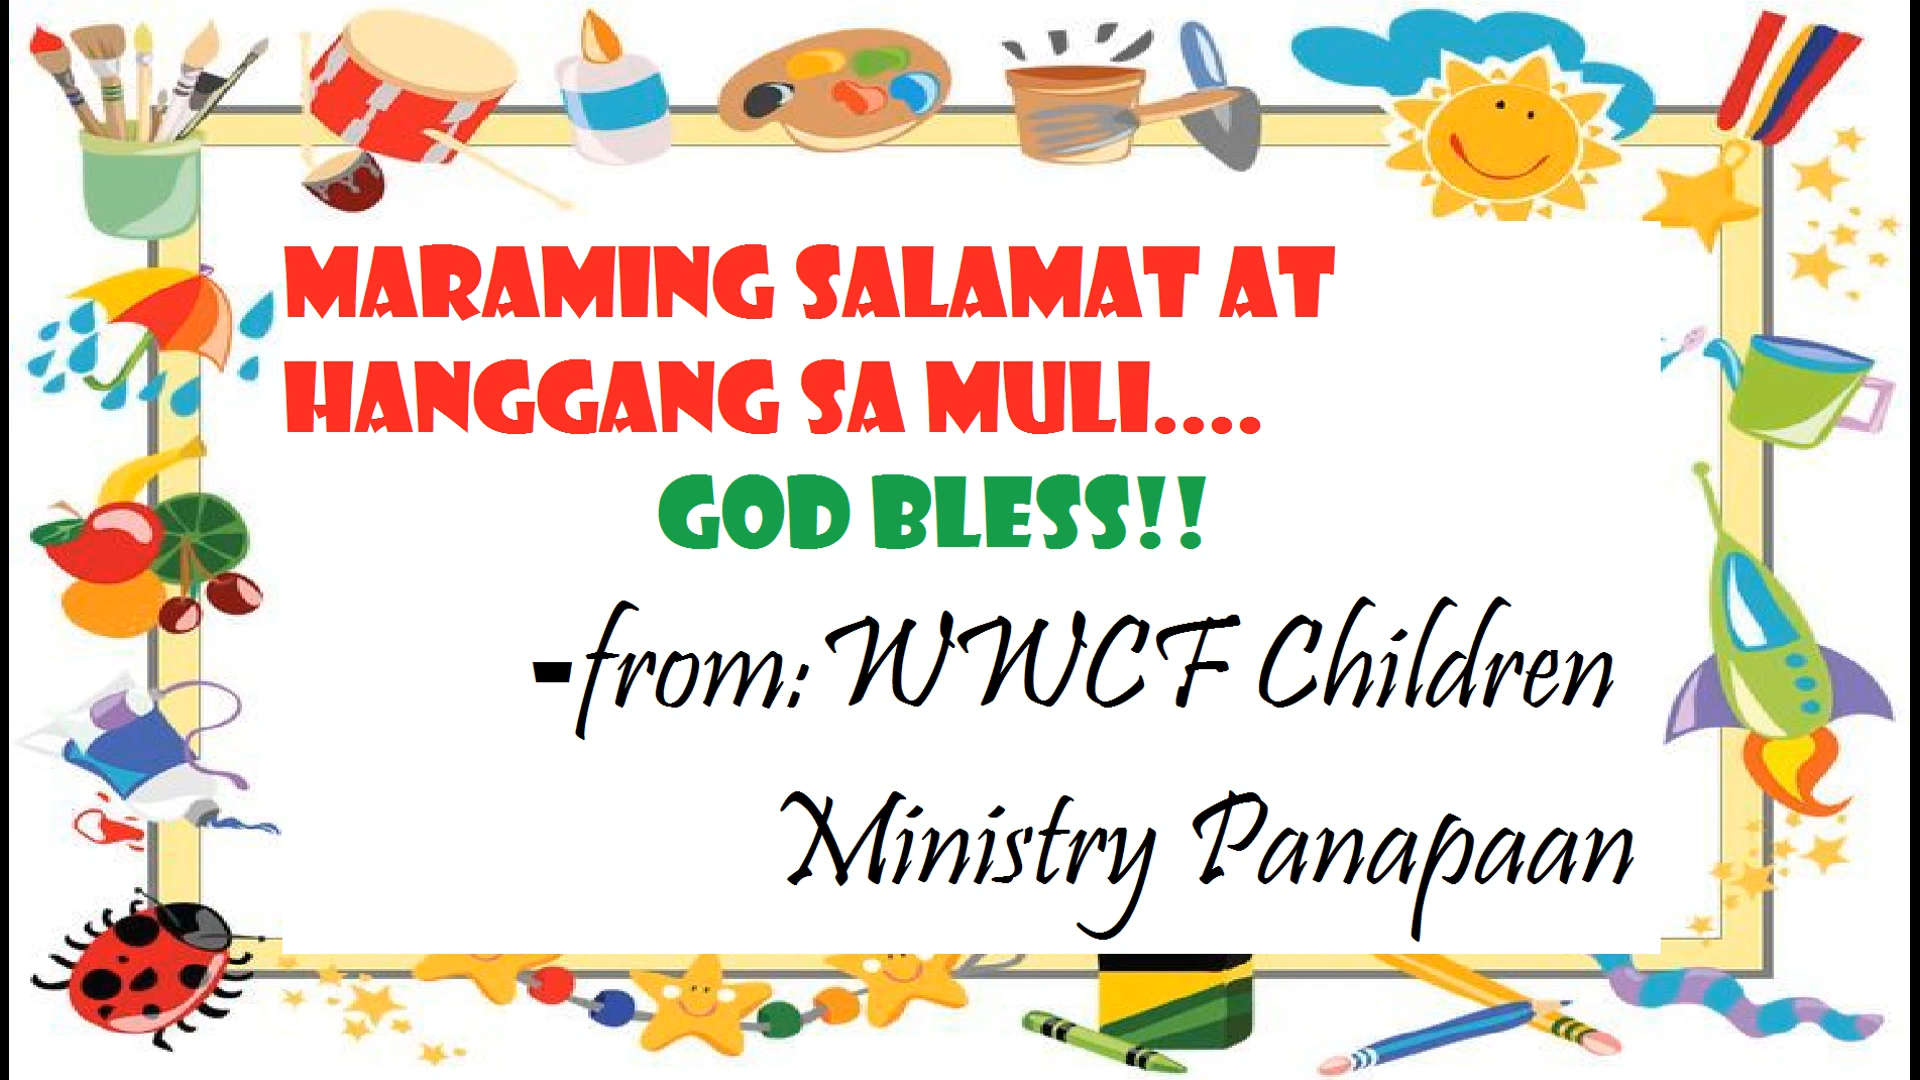 MARAMING SALAMAT AT
HANGGANG SA MULI....
GOD BLESS!!
-from: WWCF Children
Ministry Panapaan